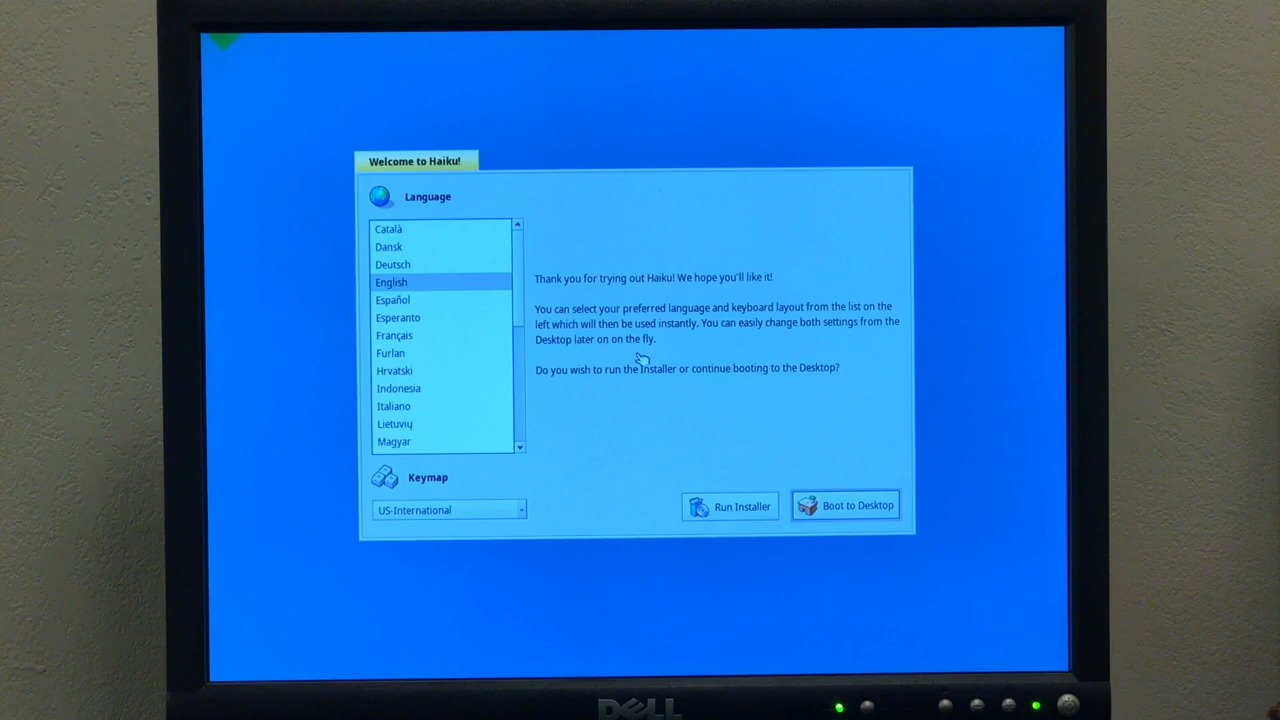 Welcome to Haiku!
Language
Català
Dansk
Deutsch
English
Español
Esperanto
Français
Furlan
Hrvatski
Indonesia
Italiano
Lietuvių
Magyar
Thank you for trying out Haiku! We hope you'll like it!
You can select your preferred language and keyboard layout from the list on the
left which will then be used instantly. You can easily change both settings from the
Desktop later on on the fly.
Do you wish to run the Installer or continue booting to the Desktop?
Keymap
US-International
Run Installer
Boot to Desktop
DELL